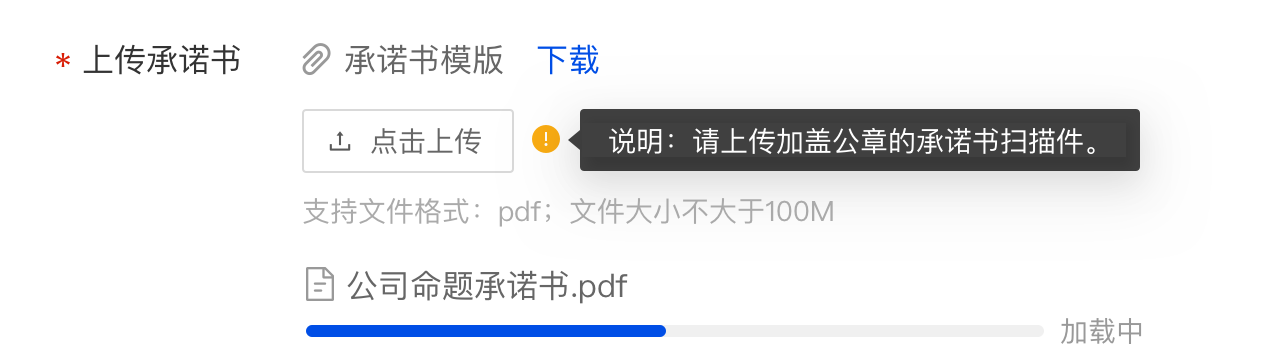 * 上传承诺书 承诺书模版 下载
点击上传 ! 说明：请上传加盖公章的承诺书扫描件。
支持文件格式：pdf；文件大小不大于100M
公司命题承诺书.pdf
加载中